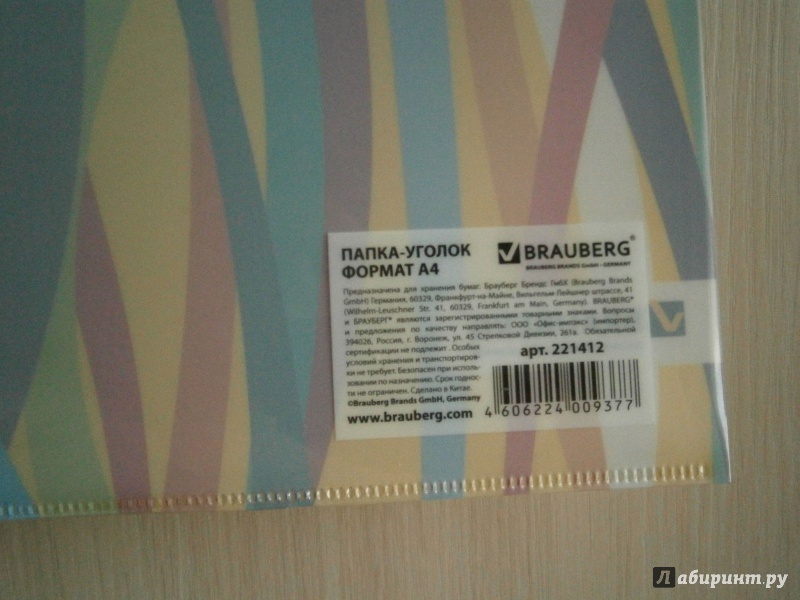 ПАПКА-УГОЛОК
ФОРМАТ А4
BRAUBERG®
BRAUBERG BRANDS GmbH · GERMANY
Предназначена для хранения бумаг. Брауберг Брендс ГмбХ (Brauberg Brands
GmbH) Германия, 60329, Франкфурт-на-Майне, Вильгельм-Лейшнер штрассе, 41
(Wilhelm-Leuschner Str. 41, 60329, Frankfurt am Main, Germany). BRAUBERG®
и БРАУБЕРГ® являются зарегистрированными товарными знаками. Вопросы
и предложения по качеству направлять: ООО «Офис-импэкс» (импортер),
394026, Россия, г. Воронеж, ул. 45 Стрелковой Дивизии, 261а. Обязательной
сертификации не подлежит. Особых
условий хранения и транспортиров-
ки не требует. Безопасен при исполь-
зовании по назначению. Срок годнос-
ти не ограничен. Сделано в Китае.
©Brauberg Brands GmbH, Germany
www.brauberg.com
арт. 221412
4 606224 009377
Лабиринт.ру